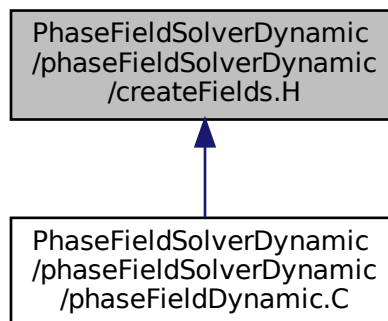 PhaseFieldSolverDynamic
/phaseFieldSolverDynamic
/createFields.H
PhaseFieldSolverDynamic
/phaseFieldSolverDynamic
/phaseFieldDynamic.C